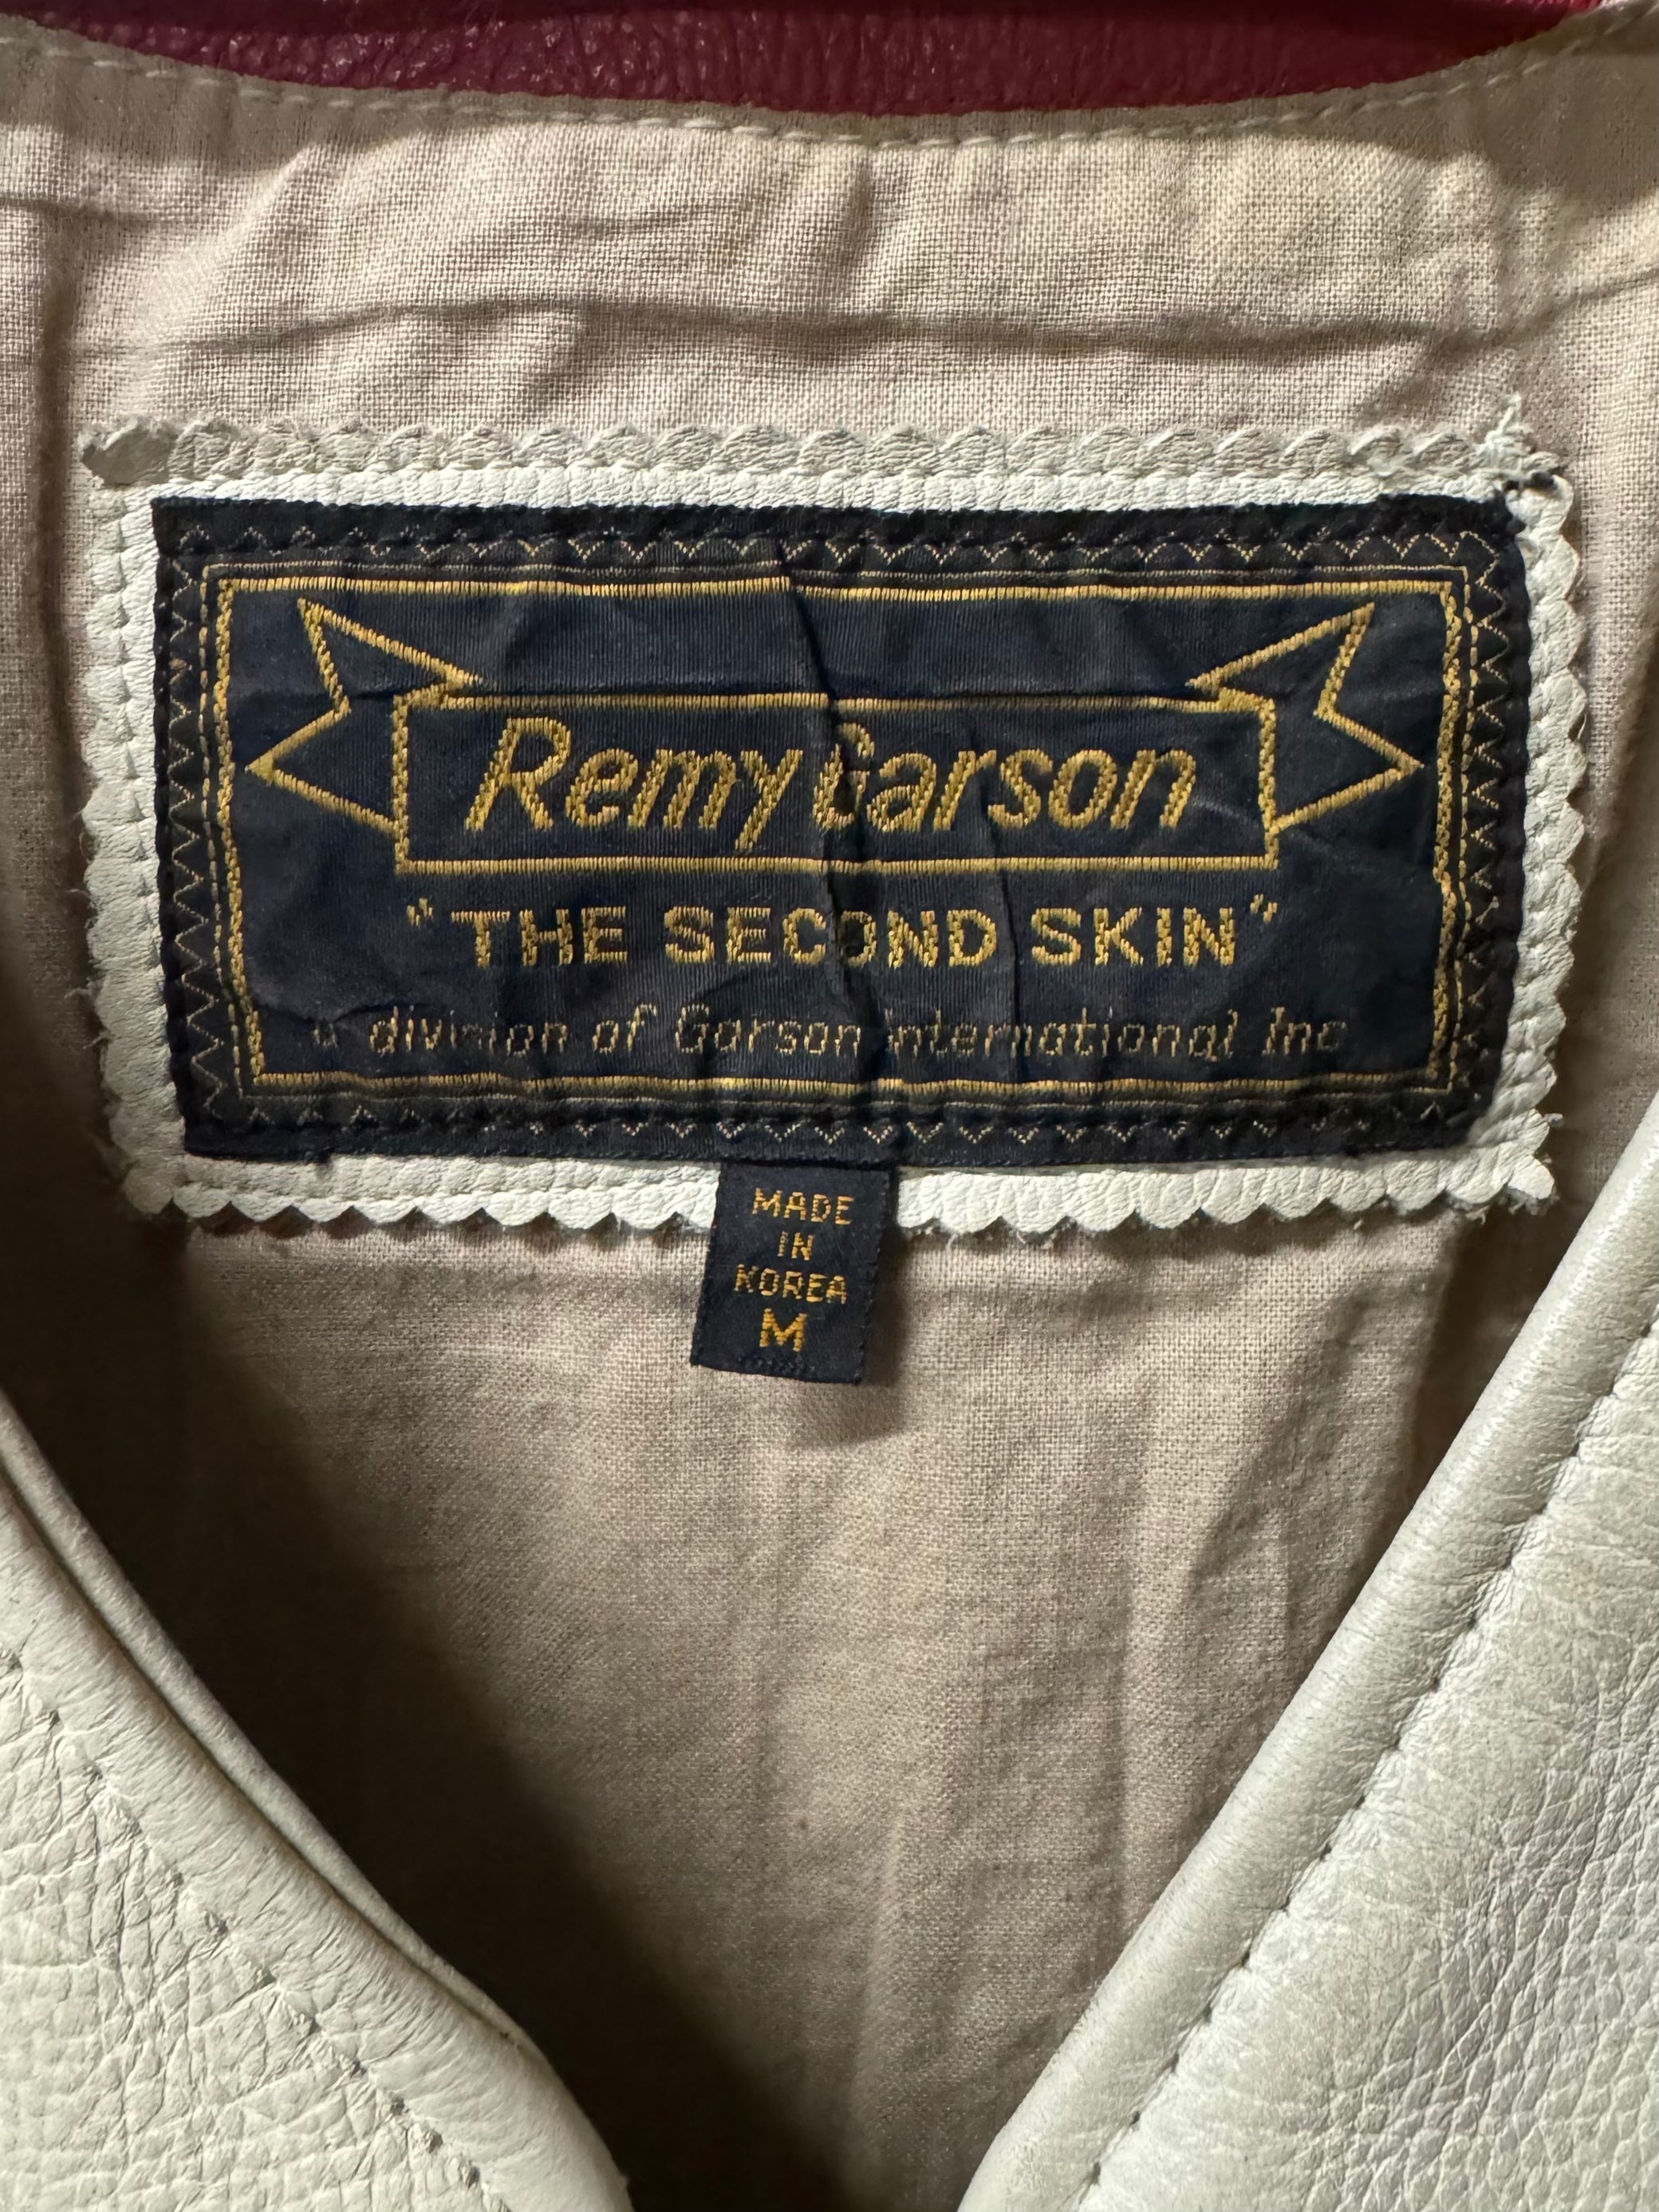 Remy Garson
"THE SECOND SKIN"
a division of Garson International Inc
MADE
IN
KOREA
M